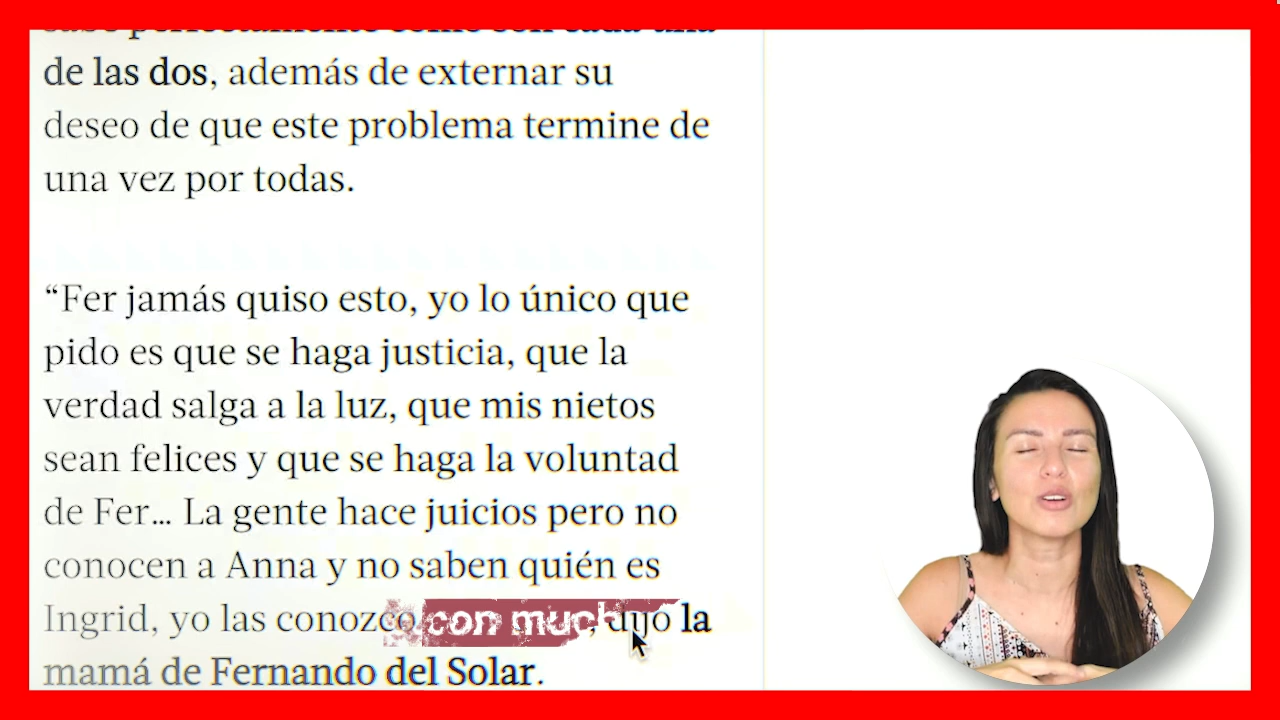 de las dos, además de externar su
deseo de que este problema termine de
una vez por todas.
“Fer jamás quiso esto, yo lo único que
pido es que se haga justicia, que la
verdad salga a la luz, que mis nietos
sean felices y que se haga la voluntad
de Fer... La gente hace juicios pero no
conocen a Anna y no saben quién es
Ingrid, yo las conozco
con much
dijo la
mamá de Fernando del Solar.